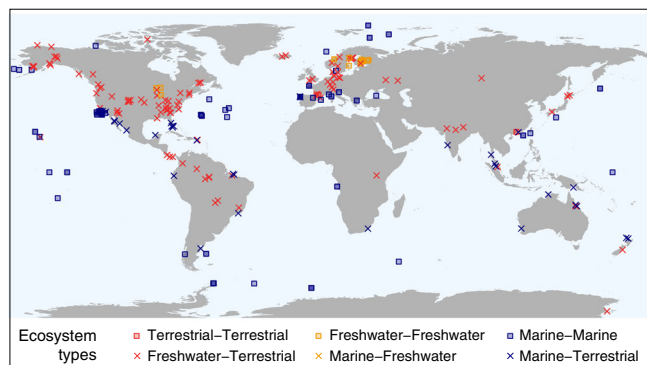 Ecosystem types
Terrestrial–Terrestrial
Freshwater–Freshwater
Marine–Marine
Freshwater–Terrestrial
Marine–Freshwater
Marine–Terrestrial